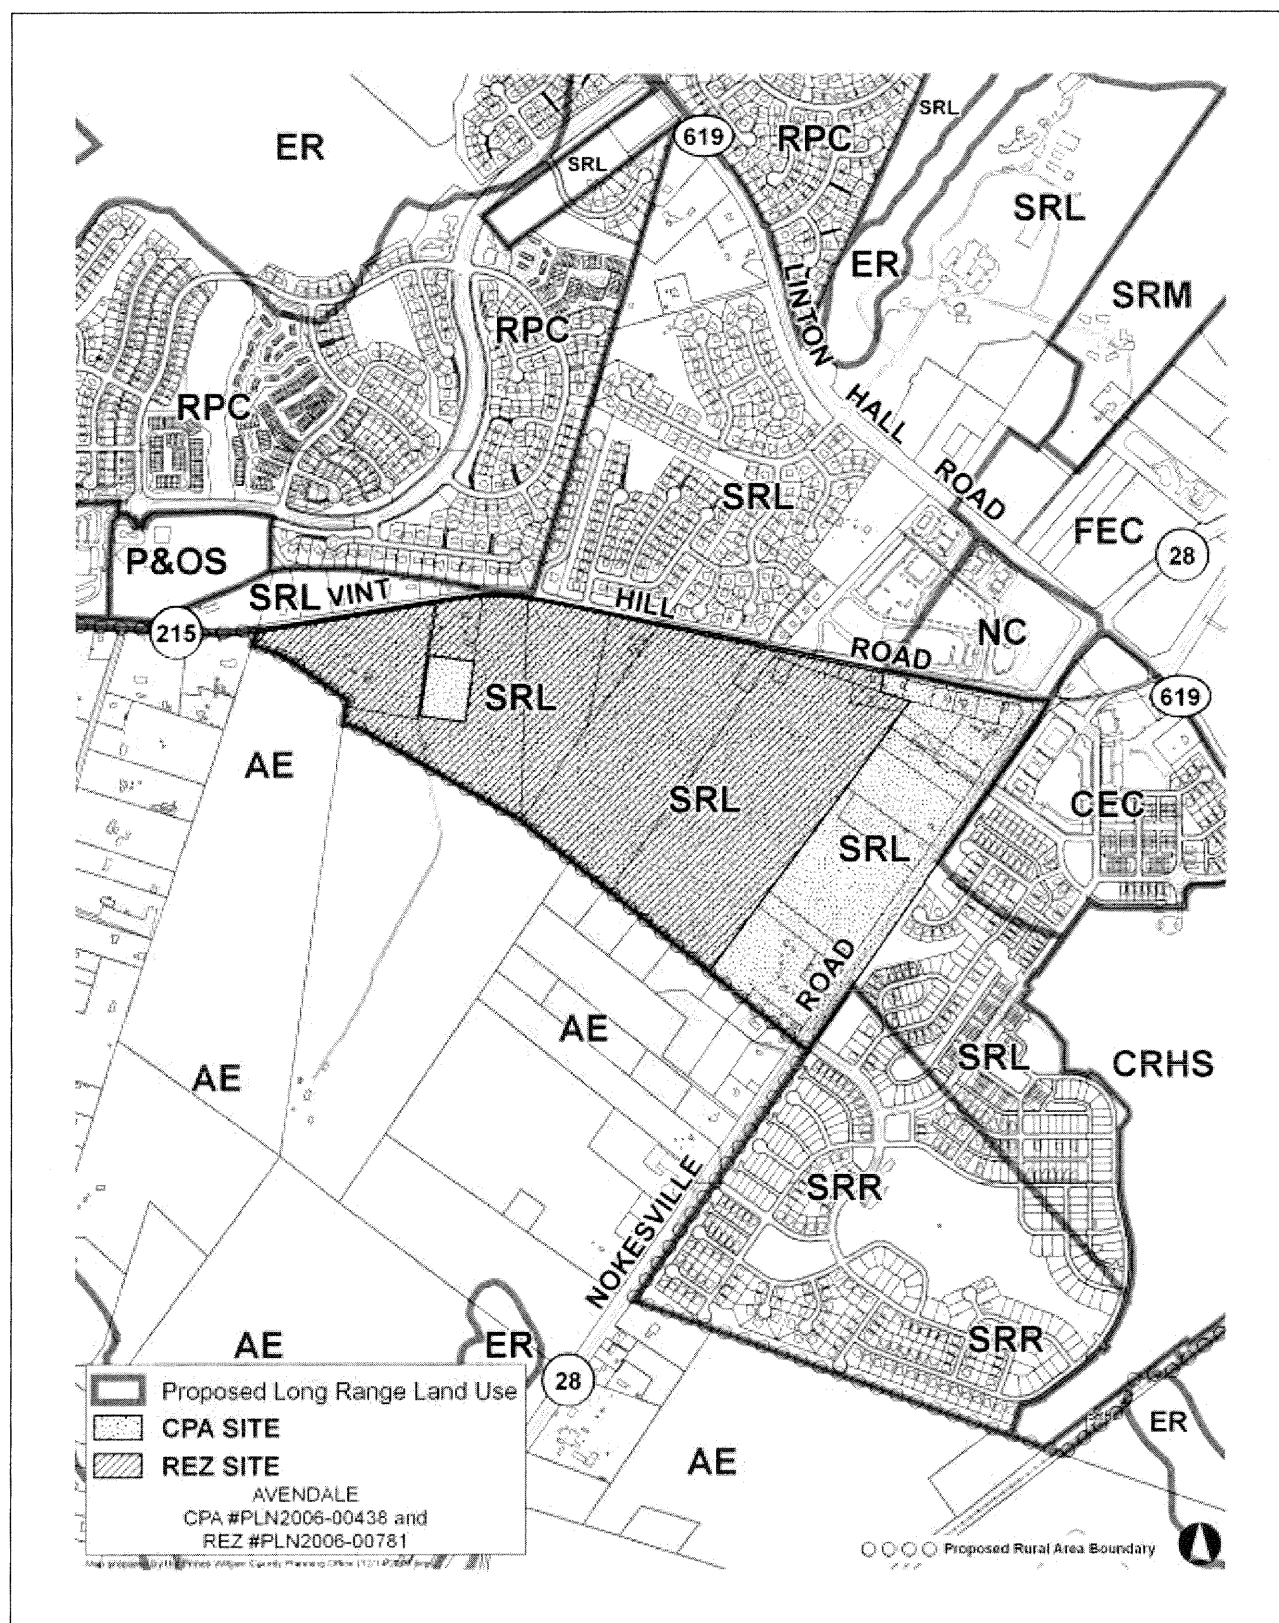 ER
SRL
619
RPC
SRL
SRL
ER
SRM
LINTON
HALL
ROAD
RPC
RPC
SRL
FEC
28
P&OS
SRL
VINT
HILL
ROAD
NC
215
619
SRL
AE
SRL
CEC
SRL
ROAD
AE
SRL
CRHS
AE
SRR
NOKESVILLE
SRR
AE
ER
28
ER
AE
Proposed Long Range Land Use
CPA SITE
REZ SITE
AVENDALE
CPA #PLN2006-00438 and
REZ #PLN2006-00781
Proposed Rural Area Boundary